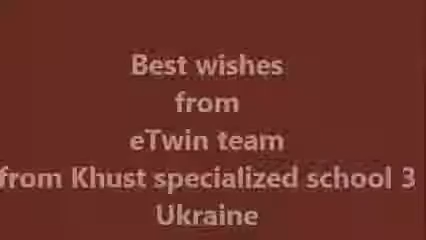 Best wishes
from
eTwin team
from Khust specialized school 3
Ukraine